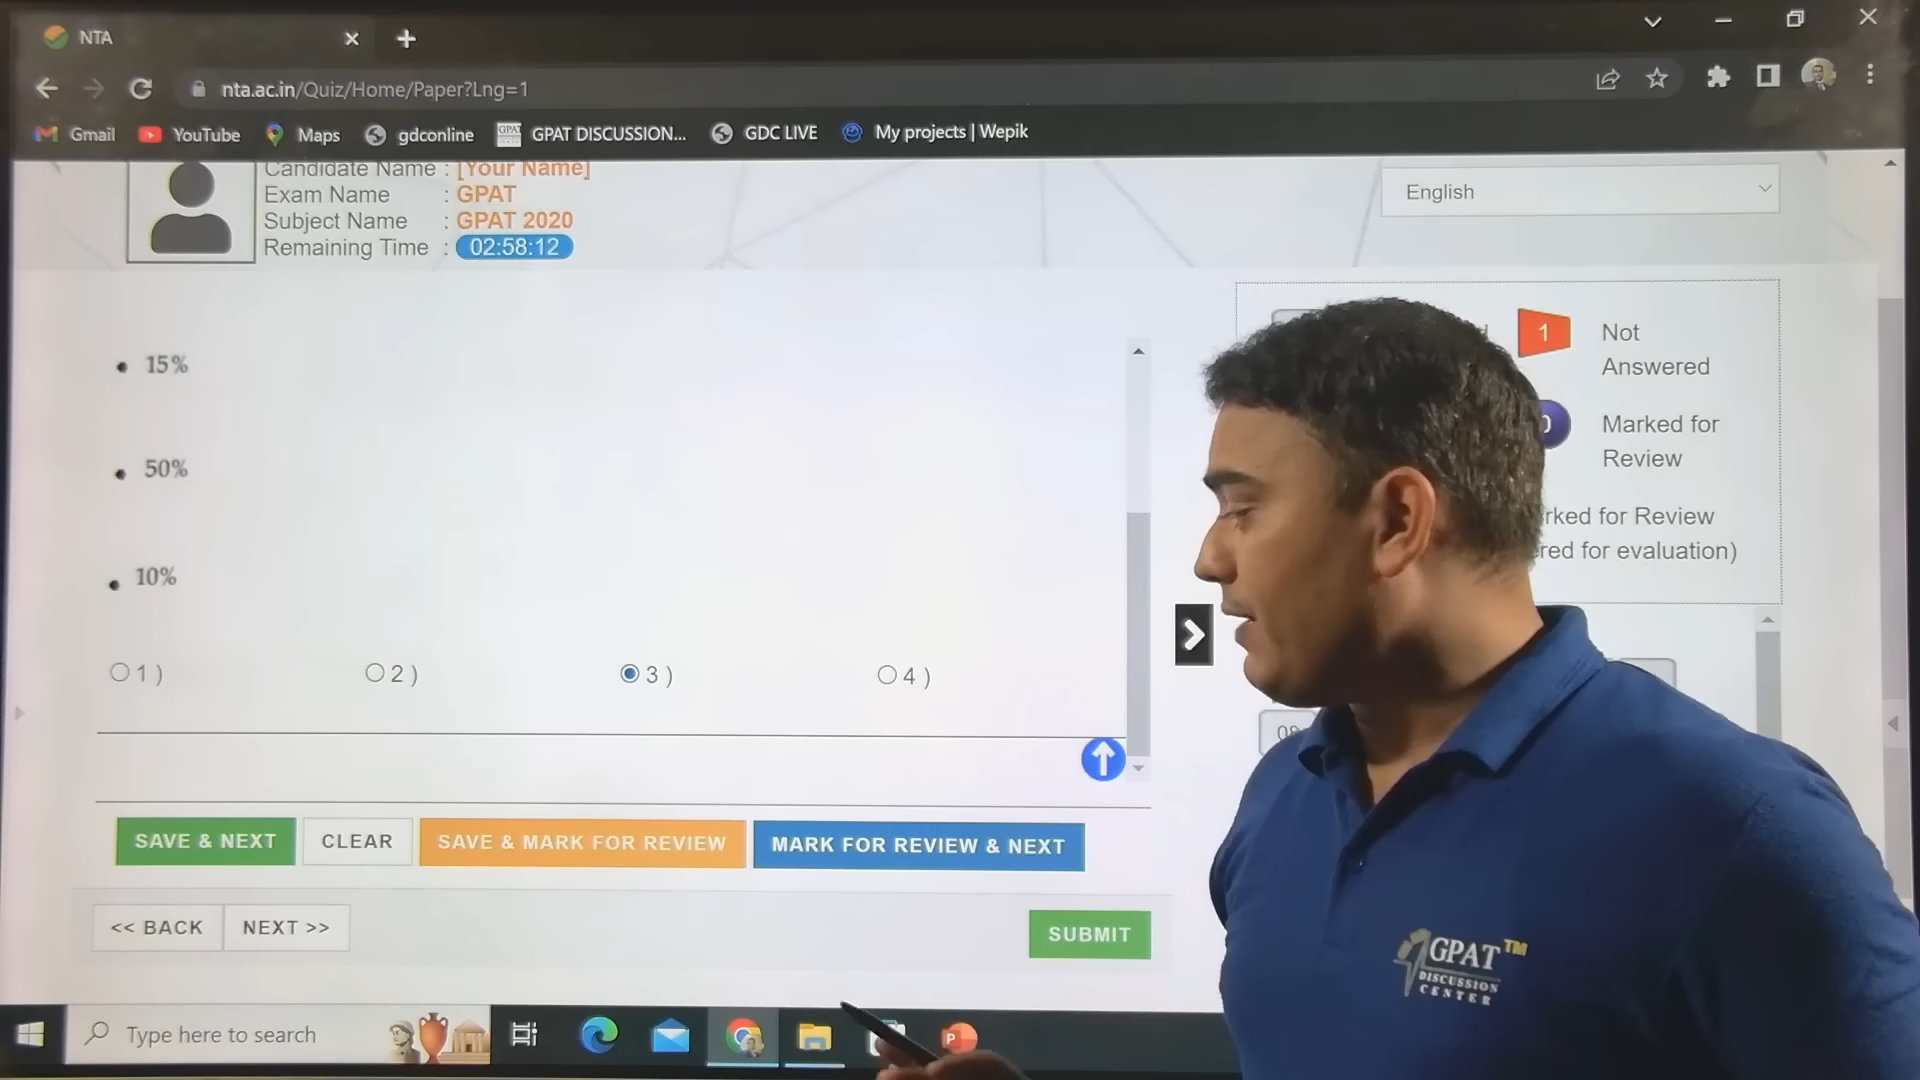 NTA
nta.ac.in/Quiz/Home/Paper?Lng=1
Gmail YouTube Maps gdconline GPAT DISCUSSION... GDC LIVE My projects | Wepik
Candidate Name : [Your Name]
Exam Name : GPAT
Subject Name : GPAT 2020
Remaining Time : 02:58:12
English
1 Not
Answered
Marked for
Review
for Review
for evaluation)
15%
50%
10%
1 ) 2 ) 3 ) 4 )
SAVE & NEXT CLEAR SAVE & MARK FOR REVIEW MARK FOR REVIEW & NEXT
<< BACK NEXT >> SUBMIT
Type here to search
GPAT TM
DISCUSSION
CENTER